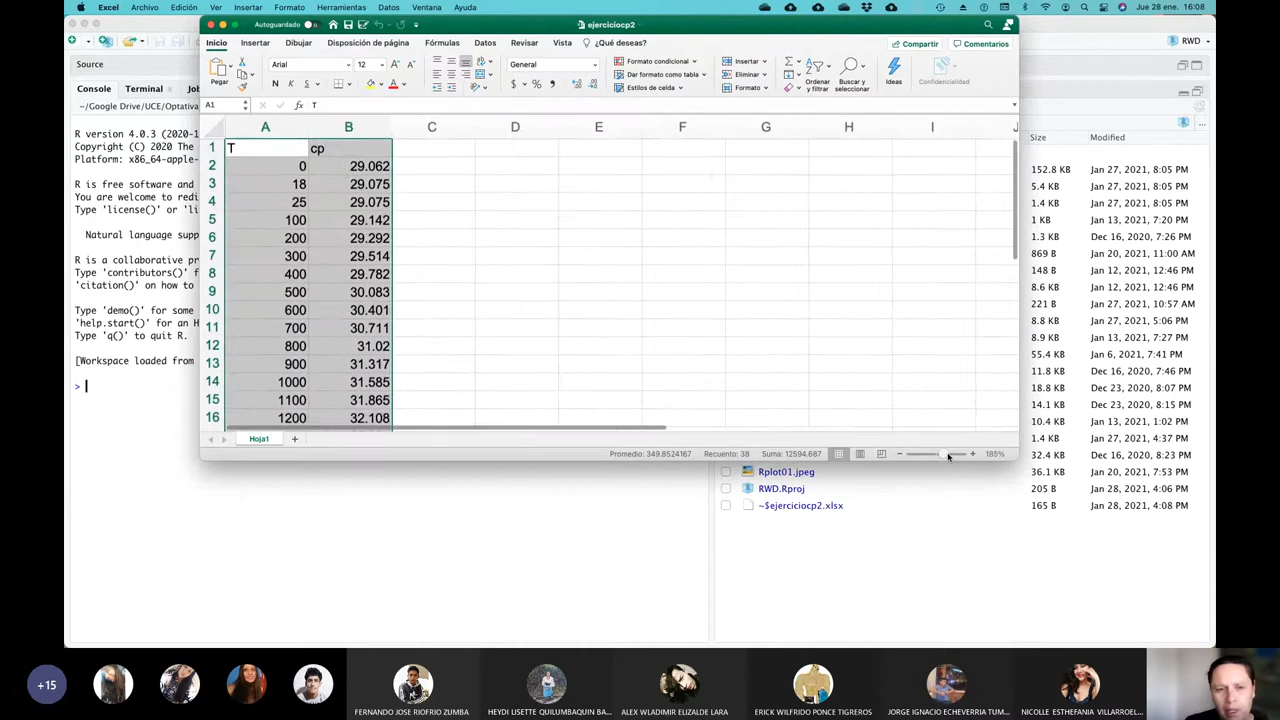 Excel Archivo Edición Ver Insertar Formato Herramientas Datos Ventana Ayuda Jue 28 ene. 16:08
Autoguardado ejerciciocp2
Inicio Insertar Dibujar Disposición de página Fórmulas Datos Revisar Vista ¿Qué deseas? Compartir Comentarios
RWD
Source
Pegar Arial 12 General Formato condicional Insertar
Dar formato como tabla Eliminar Ordenar y filtrar Buscar y seleccionar Ideas Confidencialidad
N K S Estilos de celda Formato
Console Terminal
~/Google Drive/UCE/Optativa
A1 fx T
A B C D E F G H I J
R version 4.0.3 (2020-1
Copyright (C) 2020 The
Platform: x86_64-apple-
R is free software and
You are welcome to redi
Type 'license()' or 'li
Natural language supp
R is a collaborative pr
Type 'contributors()' f
'citation()' on how to
Type 'demo()' for some
'help.start()' for an H
Type 'q()' to quit R.
[Workspace loaded from
>
1 T cp
2 0 29.062
3 18 29.075
4 25 29.075
5 100 29.142
6 200 29.292
7 300 29.514
8 400 29.782
9 500 30.083
10 600 30.401
11 700 30.711
12 800 31.02
13 900 31.317
14 1000 31.585
15 1100 31.865
16 1200 32.108
Hoja1
Promedio: 349.8524167 Recuento: 38 Suma: 12594.687 185%
Size Modified
152.8 KB Jan 27, 2021, 8:05 PM
5.4 KB Jan 27, 2021, 8:05 PM
1.4 KB Jan 27, 2021, 8:05 PM
1 KB Jan 13, 2021, 7:20 PM
1.3 KB Dec 16, 2020, 7:26 PM
869 B Jan 20, 2021, 11:00 AM
148 B Jan 12, 2021, 12:46 PM
8.6 KB Jan 12, 2021, 12:46 PM
221 B Jan 27, 2021, 10:57 AM
8.8 KB Jan 27, 2021, 5:06 PM
8.9 KB Jan 13, 2021, 7:27 PM
55.4 KB Jan 6, 2021, 7:41 PM
11.8 KB Dec 16, 2020, 7:46 PM
18.8 KB Dec 23, 2020, 8:07 PM
14.1 KB Dec 23, 2020, 8:15 PM
10.4 KB Jan 13, 2021, 1:02 PM
1.4 KB Jan 27, 2021, 4:37 PM
32.4 KB Dec 16, 2020, 8:23 PM
Rplot01.jpeg 36.1 KB Jan 20, 2021, 7:53 PM
RWD.Rproj 205 B Jan 28, 2021, 4:06 PM
~$ejerciciocp2.xlsx 165 B Jan 28, 2021, 4:08 PM
+15
FERNANDO JOSE RIOFRIO ZUMBA
HEYDI LISETTE QUILUMBAQUIN BA...
ALEX WLADIMIR ELIZALDE LARA
ERICK WILFRIDO PONCE TIGREROS
JORGE IGNACIO ECHEVERRIA TUM...
NICOLLE ESTHEFANIA VILLARROEL...